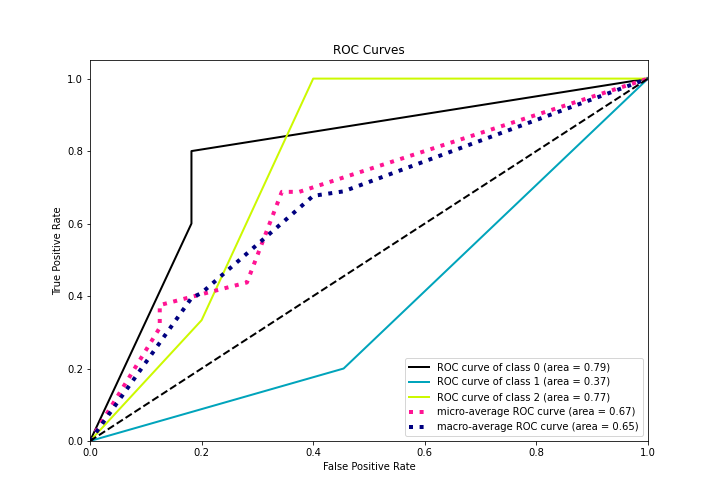 ROC Curves
1.0
0.8
0.6
0.4
0.2
0.0
True Positive Rate
ROC curve of class 0 (area = 0.79)
ROC curve of class 1 (area = 0.37)
ROC curve of class 2 (area = 0.77)
micro-average ROC curve (area = 0.67)
macro-average ROC curve (area = 0.65)
0.0 0.2 0.4 0.6 0.8 1.0
False Positive Rate